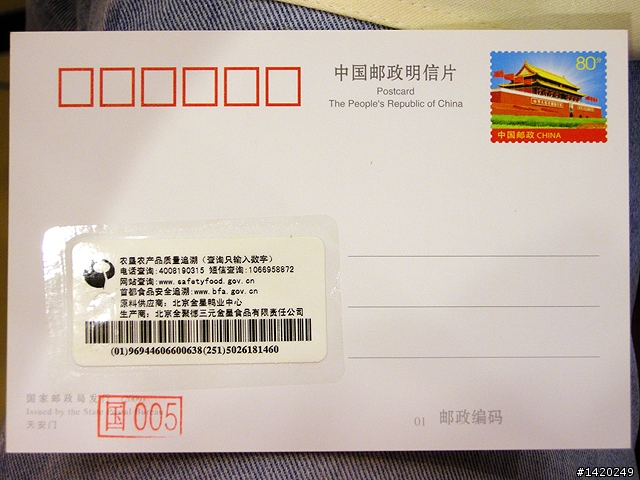 中国邮政明信片
Postcard
The People's Republic of China
80分
中国邮政 CHINA
农垦农产品质量追溯（查询只输入数字）
电话查询:4008190315 短信查询:1066958872
网站查询:www.safetyfood.gov.cn
首都食品安全追溯:www.bfa.gov.cn
原料供应商: 北京金星鸭业中心
生产商: 北京金聚德三元金星食品有限责任公司
(01)96944606600638(251)5026181460
国家邮政局发
Issued by the State
天安门
国005
01 邮政编码
#1420249